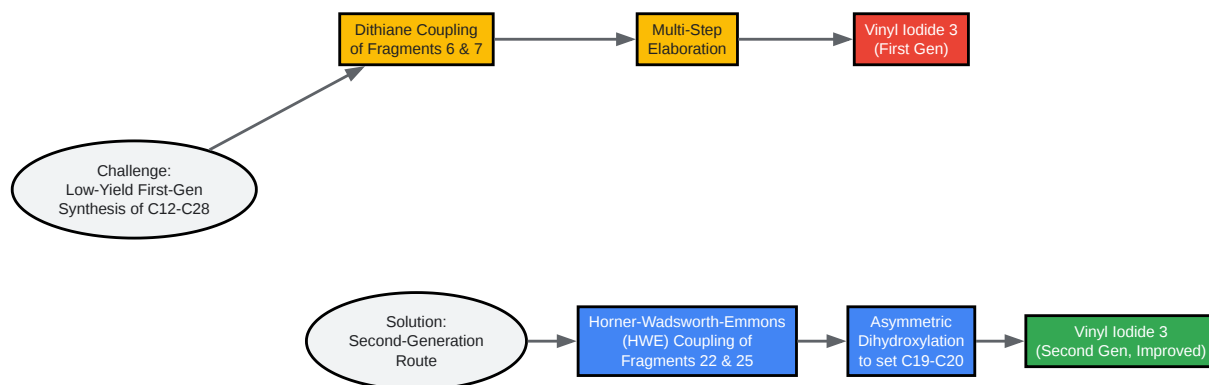 Dithiane Coupling
of Fragments 6 & 7
Multi-Step
Elaboration
Vinyl Iodide 3
(First Gen)
Challenge:
Low-Yield First-Gen
Synthesis of C12-C28
Solution:
Second-Generation
Route
Horner-Wadsworth-Emmons
(HWE) Coupling of
Fragments 22 & 25
Asymmetric
Dihydroxylation
to set C19-C20
Vinyl Iodide 3
(Second Gen, Improved)